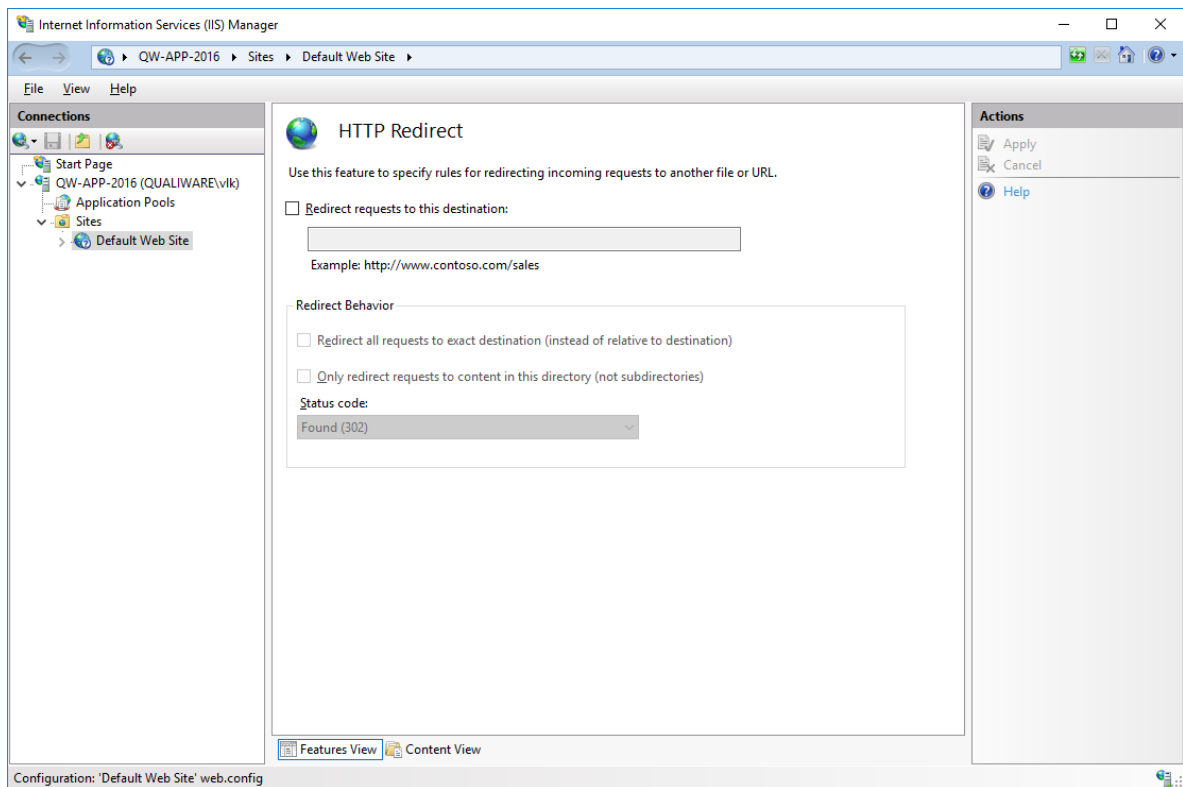 Internet Information Services (IIS) Manager
QW-APP-2016 Sites Default Web Site
File View Help
Connections
Start Page
QW-APP-2016 (QUALIWARE\vlk)
Application Pools
Sites
Default Web Site
HTTP Redirect
Use this feature to specify rules for redirecting incoming requests to another file or URL.
Redirect requests to this destination:
Example: http://www.contoso.com/sales
Redirect Behavior
Redirect all requests to exact destination (instead of relative to destination)
Only redirect requests to content in this directory (not subdirectories)
Status code:
Found (302)
Features View Content View
Actions
Apply
Cancel
Help
Configuration: 'Default Web Site' web.config